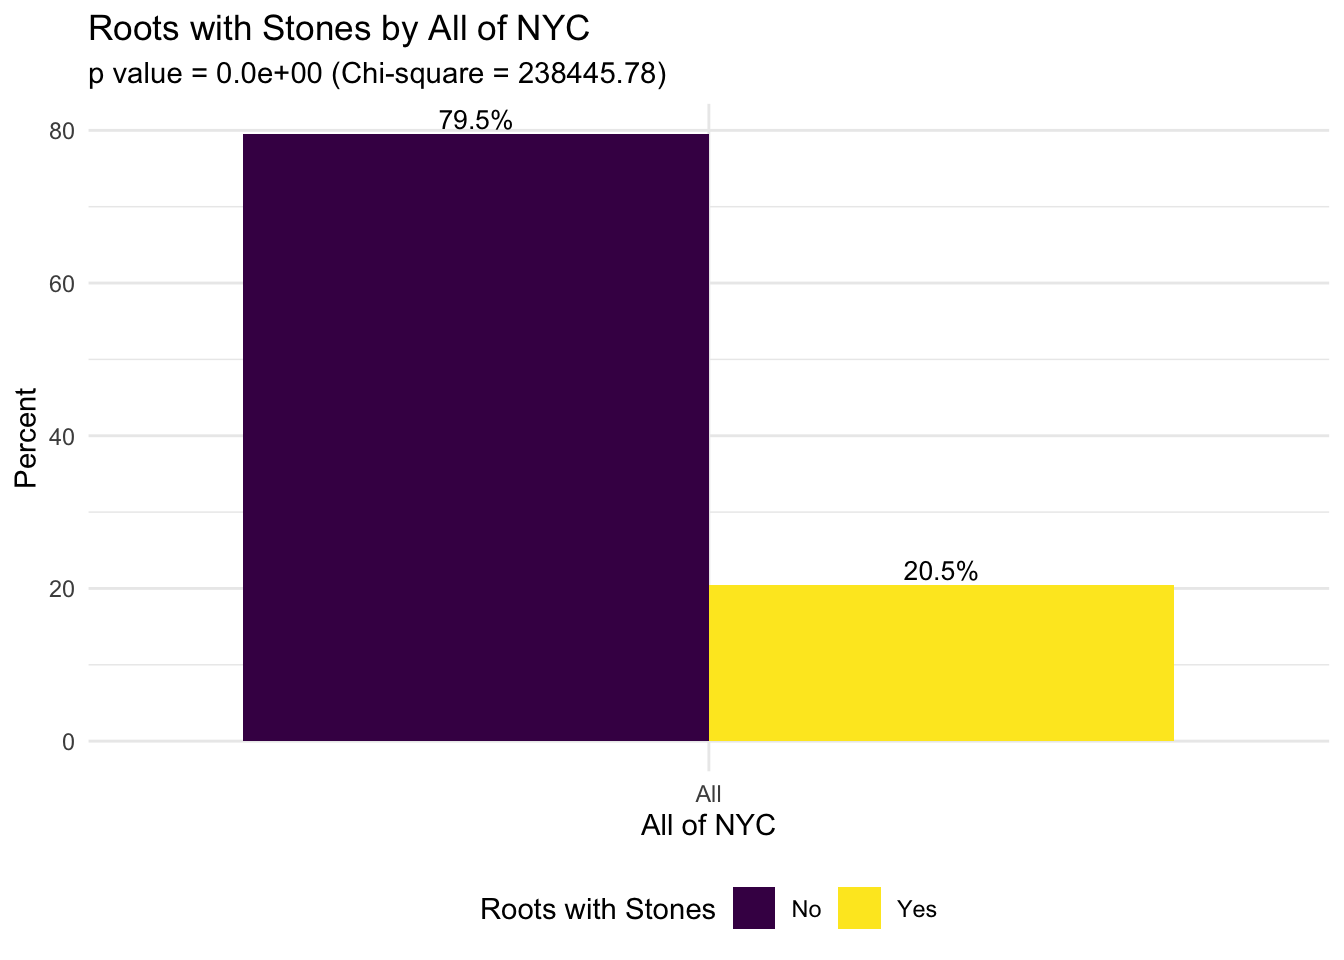 Roots with Stones by All of NYC
p value = 0.0e+00 (Chi-square = 238445.78)
79.5%
80
60
Percent
40
20.5%
20
0
All
All of NYC
Roots with Stones No Yes